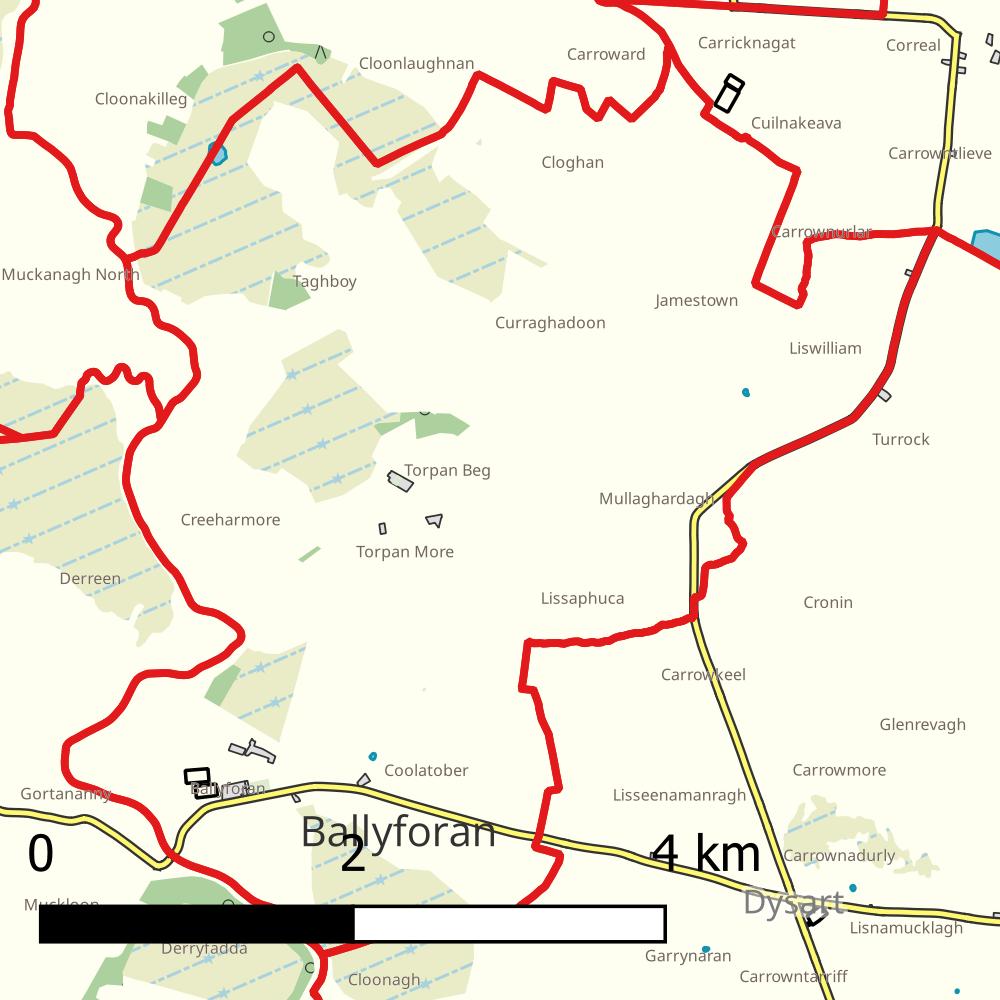 Carricknagat
Correal
Carroward
Cloonlaughnan
Cloonakilleg
Cuilnakeava
Carrowntlieve
Cloghan
Carrownurlar
Muckanagh North
Taghboy
Jamestown
Curraghadoon
Liswilliam
Turrock
Torpan Beg
Mullaghardagh
Creeharmore
Torpan More
Derreen
Lissaphuca
Cronin
Carrowkeel
Glenrevagh
Coolatober
Carrowmore
Ballyforan
Gortananny
Lisseenamanragh
Ballyforan
0 2 4 km
Carrownadurly
Dysart
Muckloon
Lisnamucklagh
Derryfadda
Garrynaran
Cloonagh
Carrowntarriff